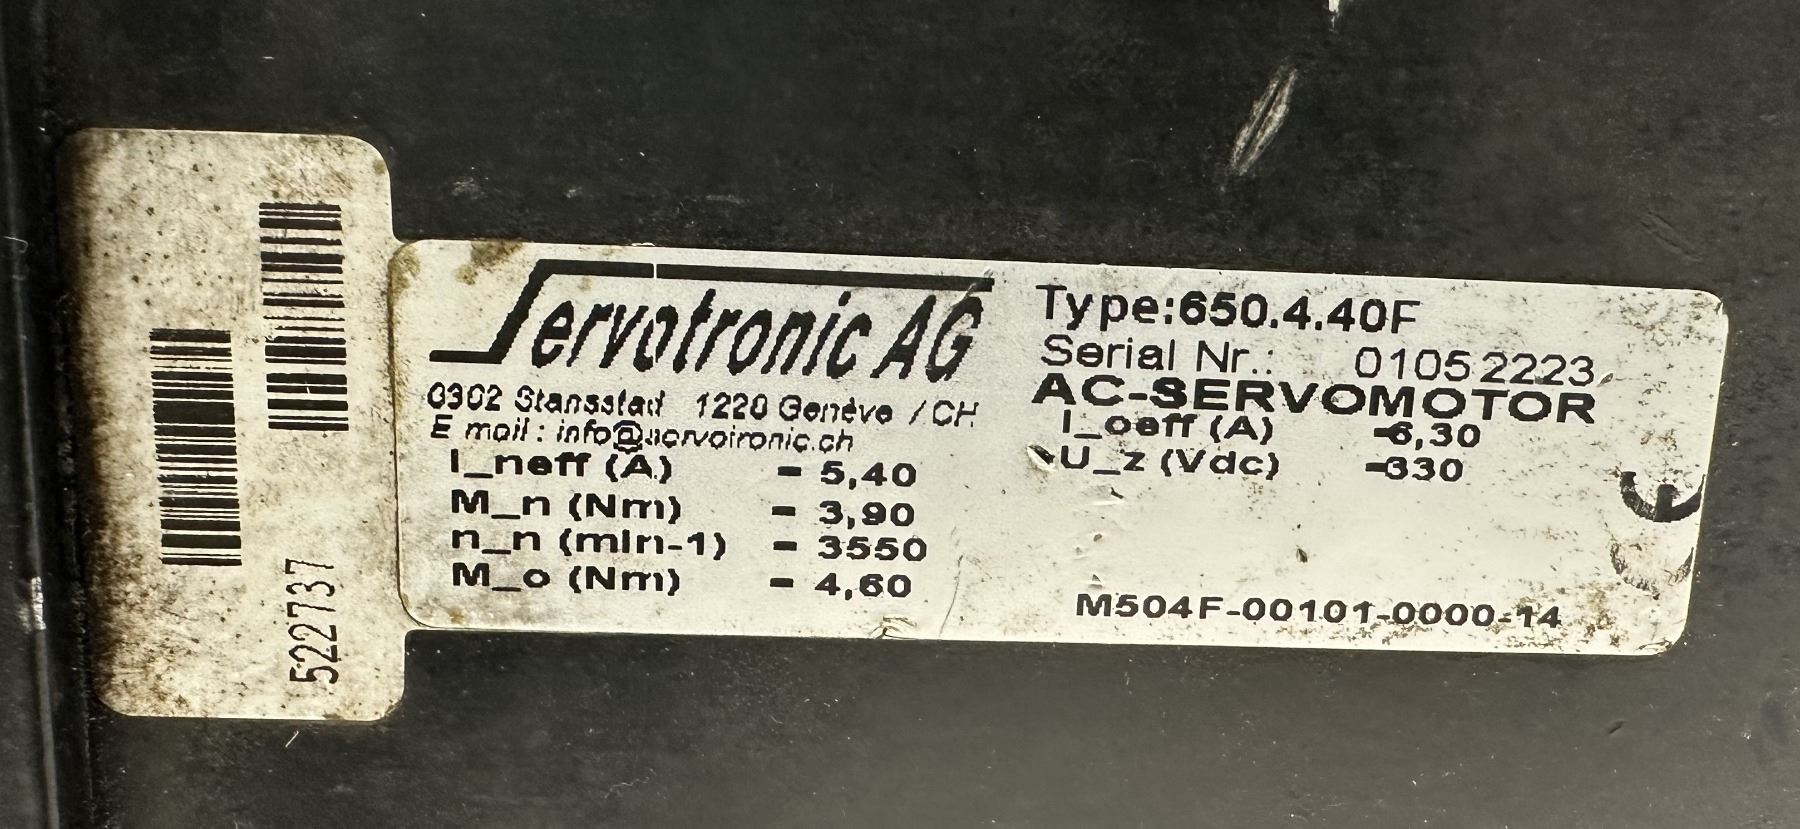 522737
Servotronic AG
6302 Stansstad 1220 Genève / CH
E mail : info@servotronic.ch
I_neff (A) = 5,40
M_n (Nm) = 3,90
n_n (min-1) = 3550
M_o (Nm) = 4,60
Type:650.4.40F
Serial Nr.: 01052223
AC-SERVOMOTOR
I_oeff (A) =6,30
U_z (Vdc) =330
M504F-00101-0000-14